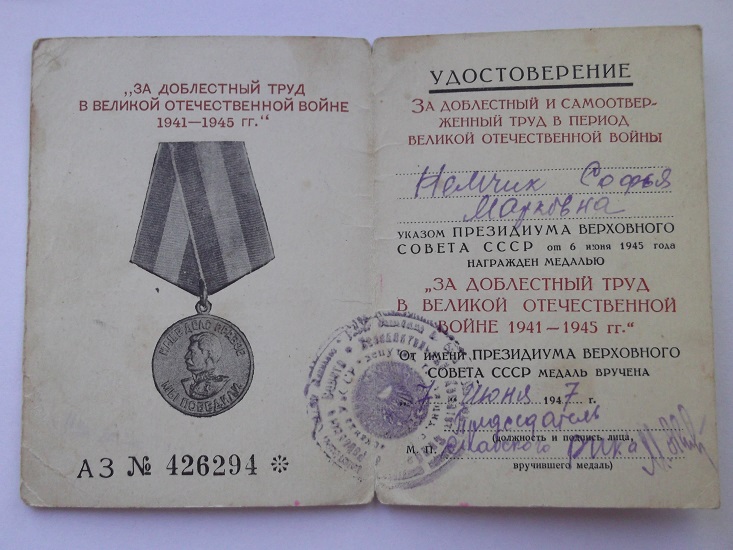 „ЗА ДОБЛЕСТНЫЙ ТРУД
В ВЕЛИКОЙ ОТЕЧЕСТВЕННОЙ ВОЙНЕ
1941—1945 гг.“
НАШЕ ДЕЛО ПРАВОЕ
МЫ ПОБЕДИЛИ
АЗ № 426294
УДОСТОВЕРЕНИЕ
ЗА ДОБЛЕСТНЫЙ И САМООТВЕР-
ЖЕННЫЙ ТРУД В ПЕРИОД
ВЕЛИКОЙ ОТЕЧЕСТВЕННОЙ ВОЙНЫ
Немчик Софья
Марковна
УКАЗОМ ПРЕЗИДИУМА ВЕРХОВНОГО
СОВЕТА СССР от 6 июня 1945 года
НАГРАЖДЕН МЕДАЛЬЮ
„ЗА ДОБЛЕСТНЫЙ ТРУД
В ВЕЛИКОЙ ОТЕЧЕСТВЕННОЙ
ВОЙНЕ 1941—1945 гг.“
От имени ПРЕЗИДИУМА ВЕРХОВНОГО
СОВЕТА СССР МЕДАЛЬ ВРУЧЕНА
„7“ июня 1947 г.
Председатель
(должность и подпись лица,
М. П.
вручившего медаль)